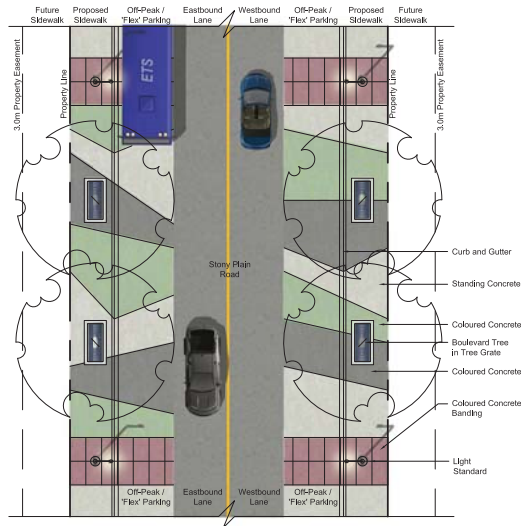 Future
Sidewalk
Proposed
Sidewalk
Off-Peak /
'Flex' Parking
Eastbound
Lane
Westbound
Lane
Off-Peak /
'Flex' Parking
Proposed
Sidewalk
Future
Sidewalk
3.0m Property Easement
Property Line
ETS
Property Line
3.0m Property Easement
Stony Plain
Road
Curb and Gutter
Standing Concrete
Coloured Concrete
Boulevard Tree
in Tree Grate
Coloured Concrete
Coloured Concrete
Banding
Light
Standard
Off-Peak /
'Flex' Parking
Eastbound
Lane
Westbound
Lane
Off-Peak /
'Flex' Parking